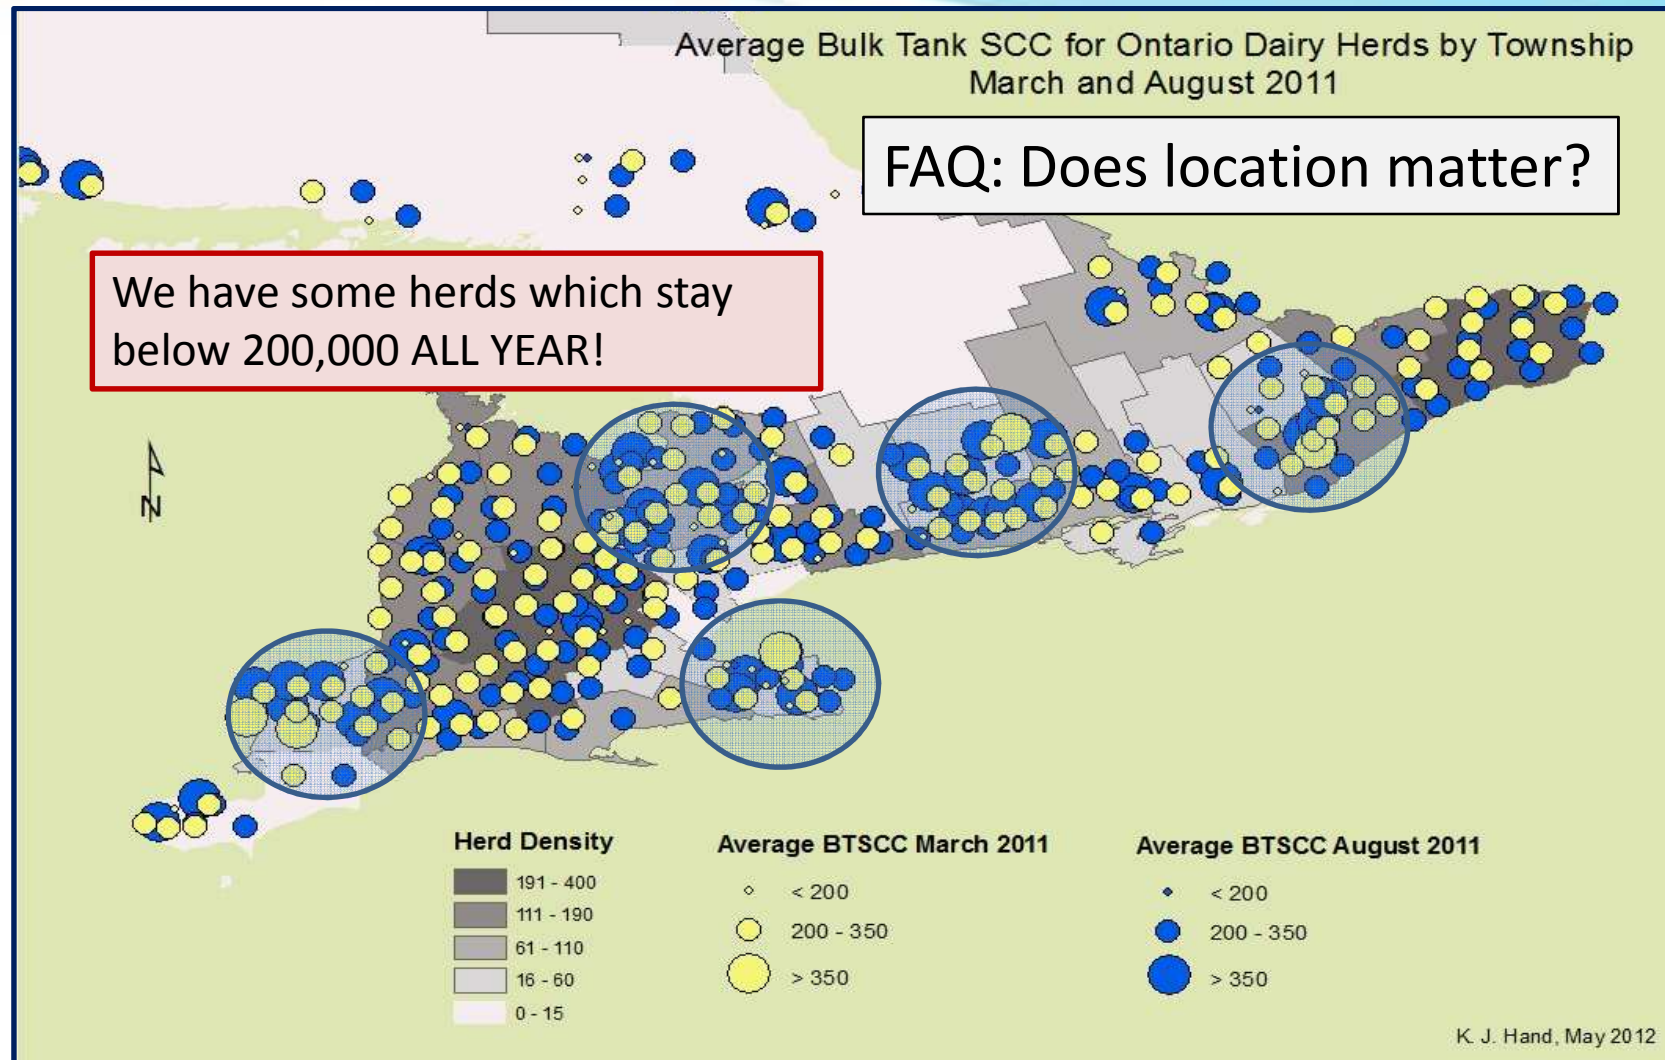 Average Bulk Tank SCC for Ontario Dairy Herds by Township
March and August 2011
FAQ: Does location matter?
We have some herds which stay
below 200,000 ALL YEAR!
N
Herd Density
191 - 400
111 - 190
61 - 110
16 - 60
0 - 15
Average BTSCC March 2011
< 200
200 - 350
> 350
Average BTSCC August 2011
< 200
200 - 350
> 350
K. J. Hand, May 2012